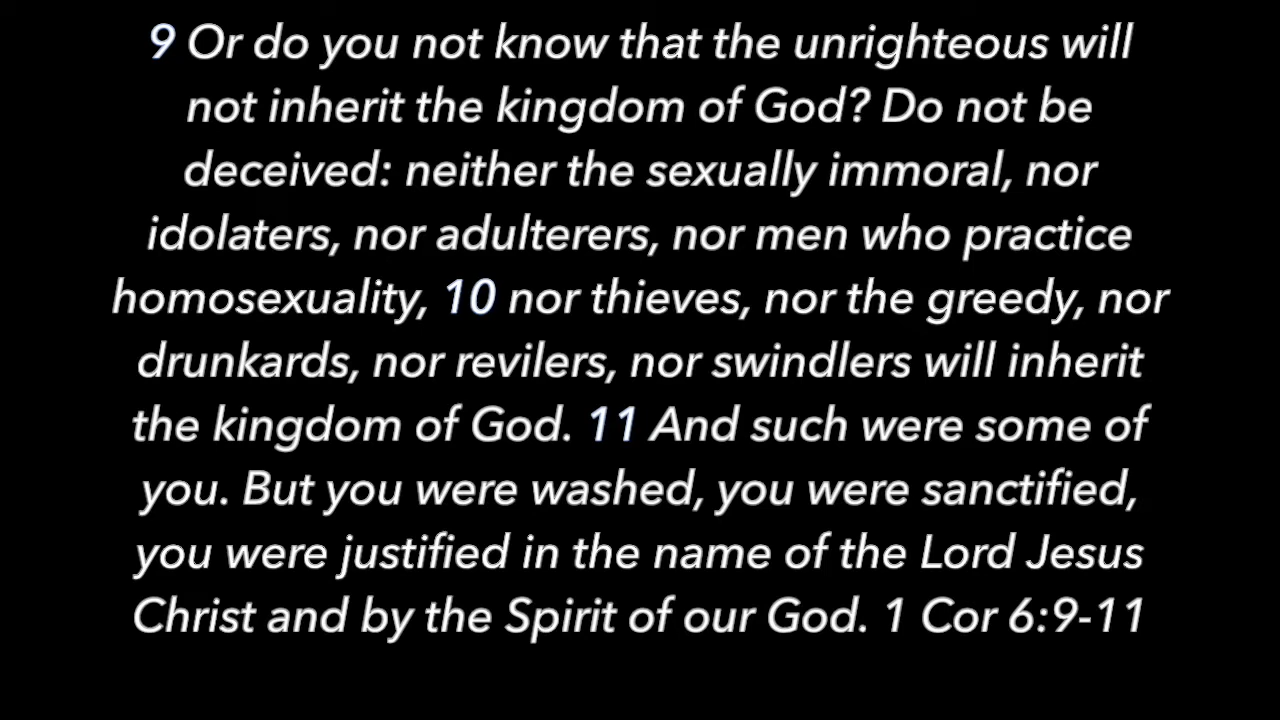 9 Or do you not know that the unrighteous will
not inherit the kingdom of God? Do not be
deceived: neither the sexually immoral, nor
idolaters, nor adulterers, nor men who practice
homosexuality, 10 nor thieves, nor the greedy, nor
drunkards, nor revilers, nor swindlers will inherit
the kingdom of God. 11 And such were some of
you. But you were washed, you were sanctified,
you were justified in the name of the Lord Jesus
Christ and by the Spirit of our God. 1 Cor 6:9-11